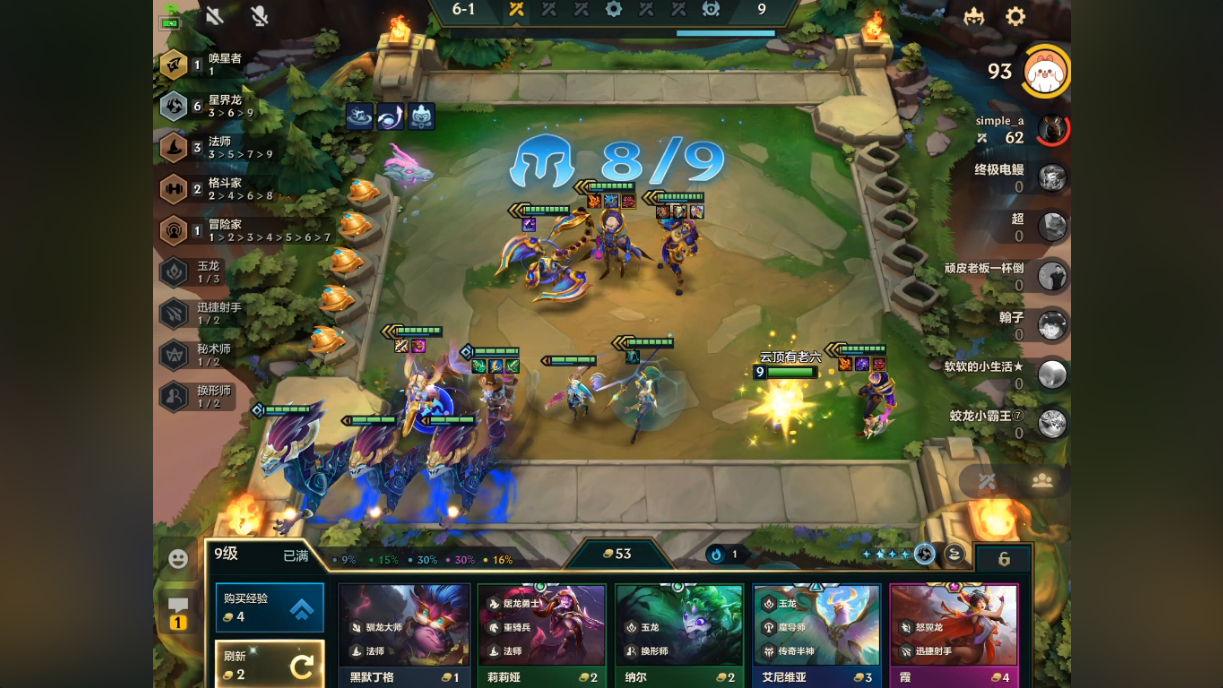 6-1
9
唤星者
1
1
星界龙
6
3 > 6 > 9
法师
3
3 > 5 > 7 > 9
格斗家
2
2 > 4 > 6 > 8
冒险家
1
1 > 2 > 3 > 4 > 5 > 6 > 7
玉龙
1 / 3
迅捷射手
1 / 2
秘术师
1 / 2
换形师
1 / 2
8/9
93
simple_a
62
终极电鳗
0
超
0
顽皮老板一杯倒
0
翰子
0
软软的小生活★
0
蛟龙小霸王⑦
0
云顶有老六
9
9级
已满
9%
15%
30%
30%
16%
53
1
6
购买经验
4
刷新
2
1
驯龙大师
法师
黑默丁格
1
屠龙勇士
重骑兵
法师
莉莉娅
2
玉龙
换形师
纳尔
2
玉龙
魔导师
传奇半神
艾尼维亚
3
怒翼龙
迅捷射手
霞
4